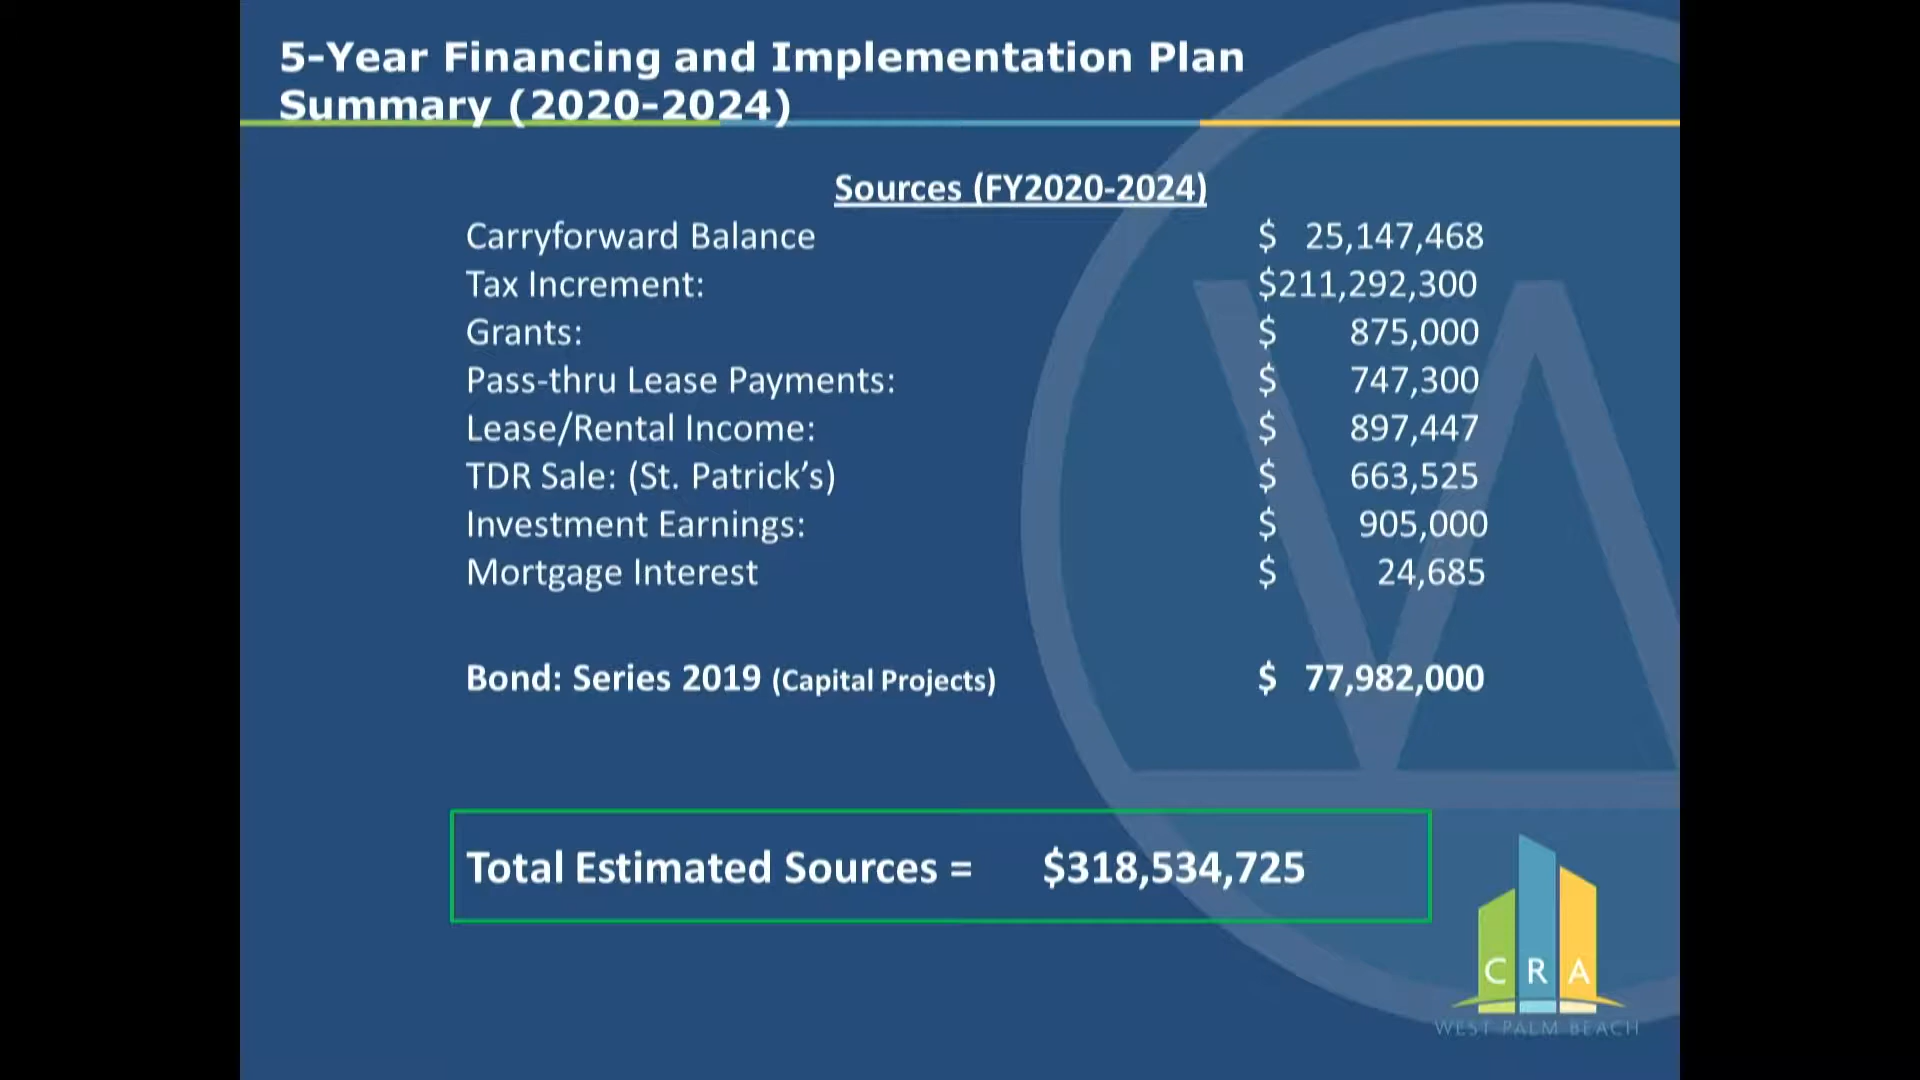 5-Year Financing and Implementation Plan
Summary (2020-2024)
Sources (FY2020-2024)
Carryforward Balance $ 25,147,468
Tax Increment: $211,292,300
Grants: $ 875,000
Pass-thru Lease Payments: $ 747,300
Lease/Rental Income: $ 897,447
TDR Sale: (St. Patrick’s) $ 663,525
Investment Earnings: $ 905,000
Mortgage Interest $ 24,685
Bond: Series 2019 (Capital Projects) $ 77,982,000
Total Estimated Sources = $318,534,725
C R A
WEST PALM BEACH